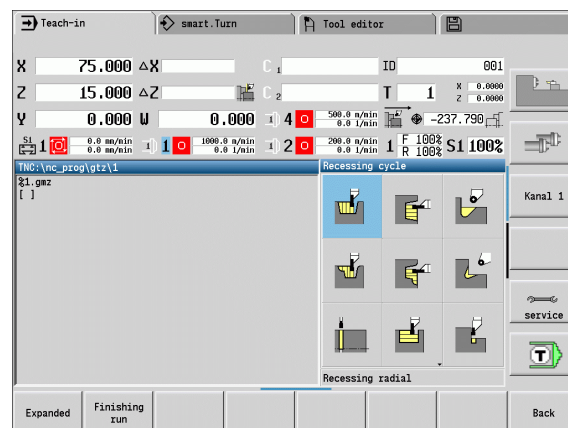 Teach-in smart.Turn Tool editor
X 75.000 △X C 1 ID 001
Z 15.000 △Z C 2 T 1 X 0.0000 Z 0.0000
Y 0.000 W 0.000 4 500.0 m/min 0.0 1/min -237.790
S1 1 0.0 mm/min 0.0 mm/min 1 1000.0 m/min 0.0 1/min 2 200.0 m/min 0.0 1/min 1 F 100% R 100% S1 100%
TNC:\nc_prog\gtz\1 Recessing cycle
%1.gmz
[ ]
Kanal 1
service
T
Recessing radial
Expanded Finishing run Back